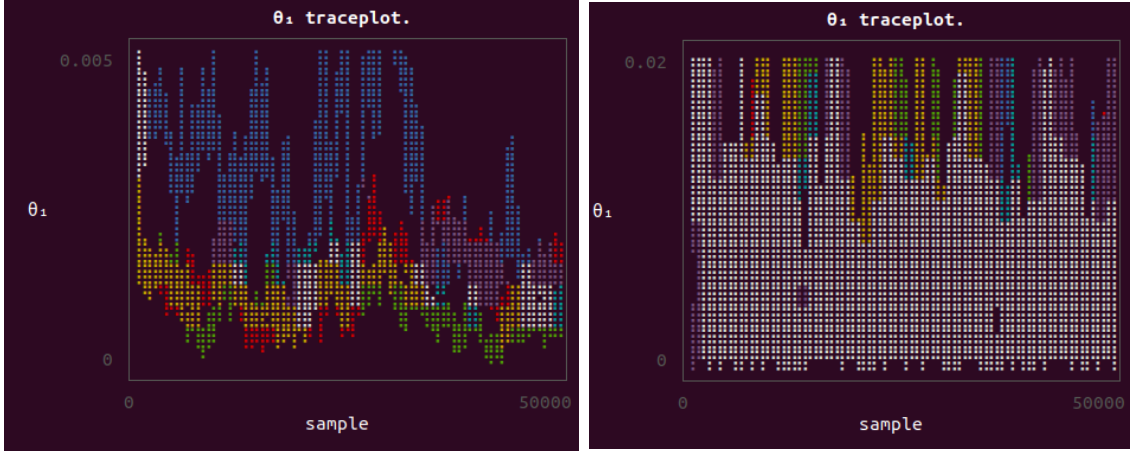 θ₁ traceplot.
0.005
θ₁
0
0 50000
sample
θ₁ traceplot.
0.02
θ₁
0
0 50000
sample